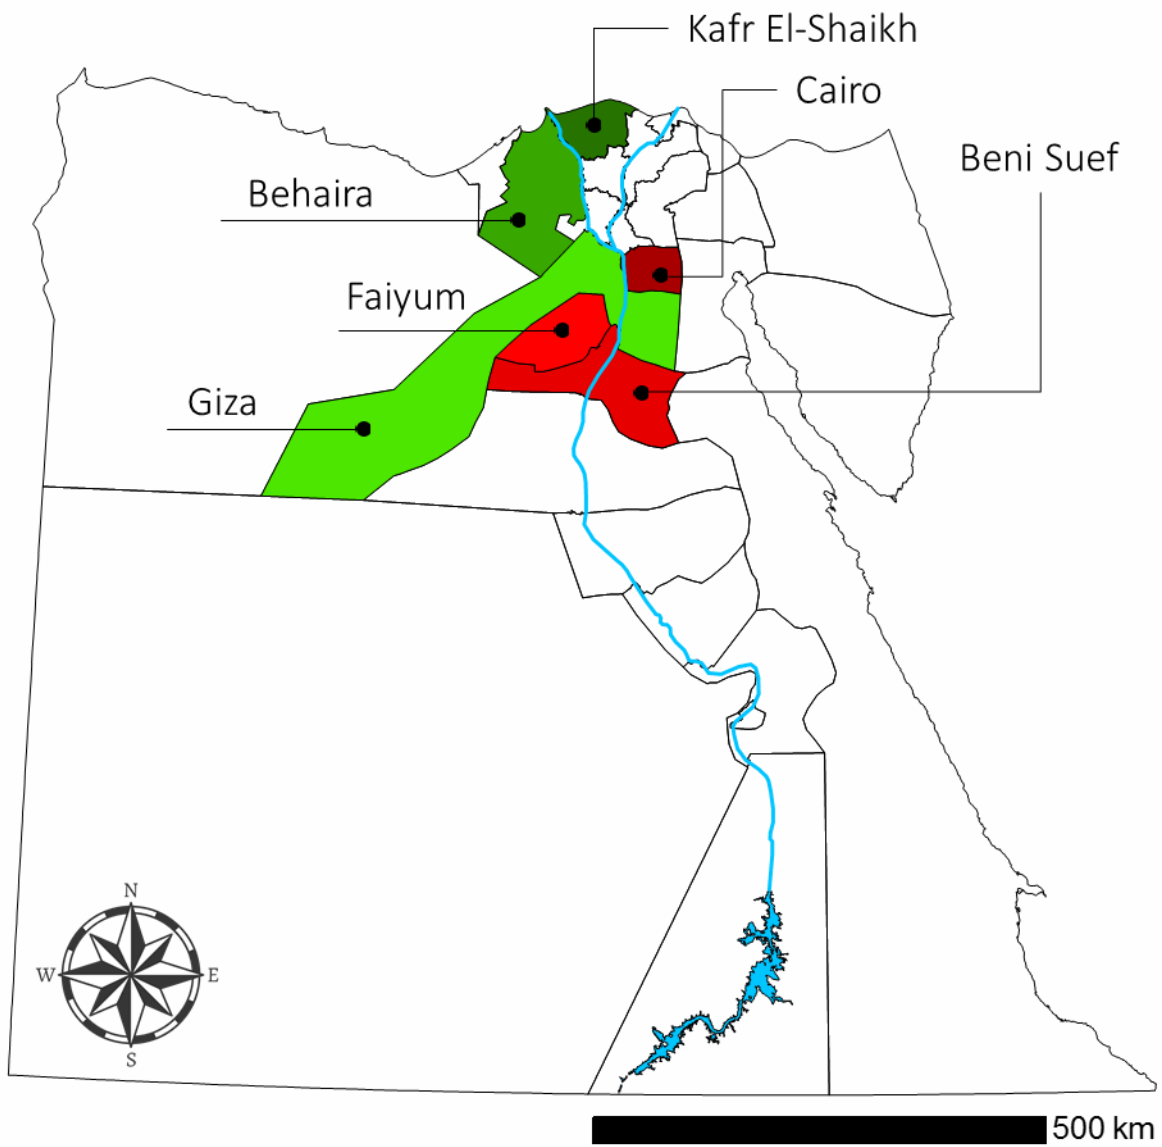 Kafr El-Shaikh
Cairo
Beni Suef
Behaira
Faiyum
Giza
N
W E
S
500 km